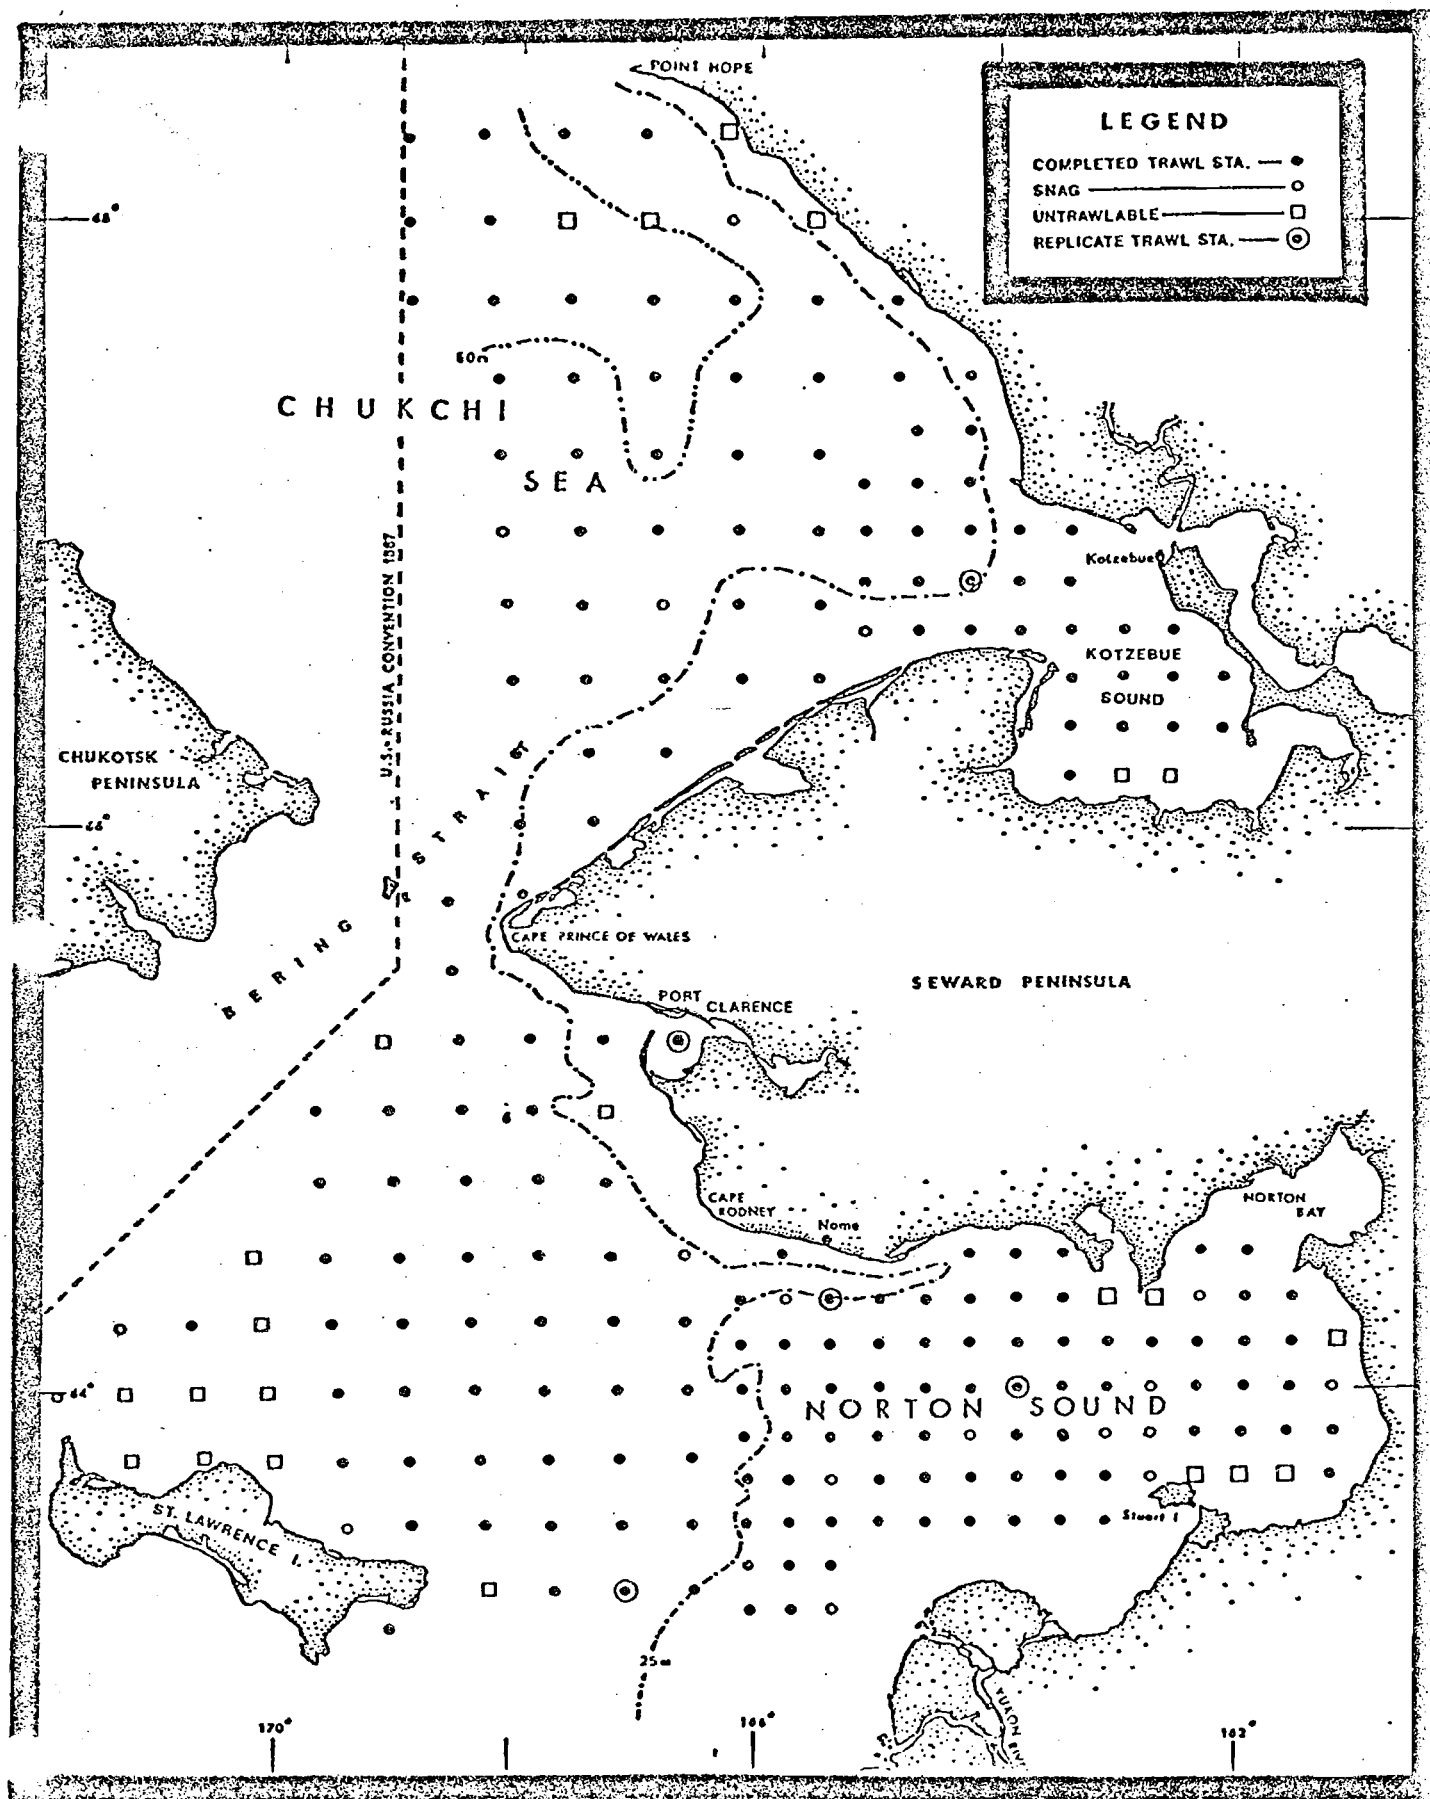 POINT HOPE
LEGEND
COMPLETED TRAWL STA.
SNAG
UNTRAWLABLE
REPLICATE TRAWL STA.
68°
CHUKCHI
SEA
U.S.-RUSSIA CONVENTION 1867
Kotzebue
KOTZEBUE
SOUND
CHUKOTSK
PENINSULA
66°
BERING STRAIT
CAPE PRINCE OF WALES
SEWARD PENINSULA
PORT
CLARENCE
CAPE
RODNEY
Nome
NORTON
BAY
64°
NORTON SOUND
ST. LAWRENCE I.
Stuart I
25m
170°
166°
162°